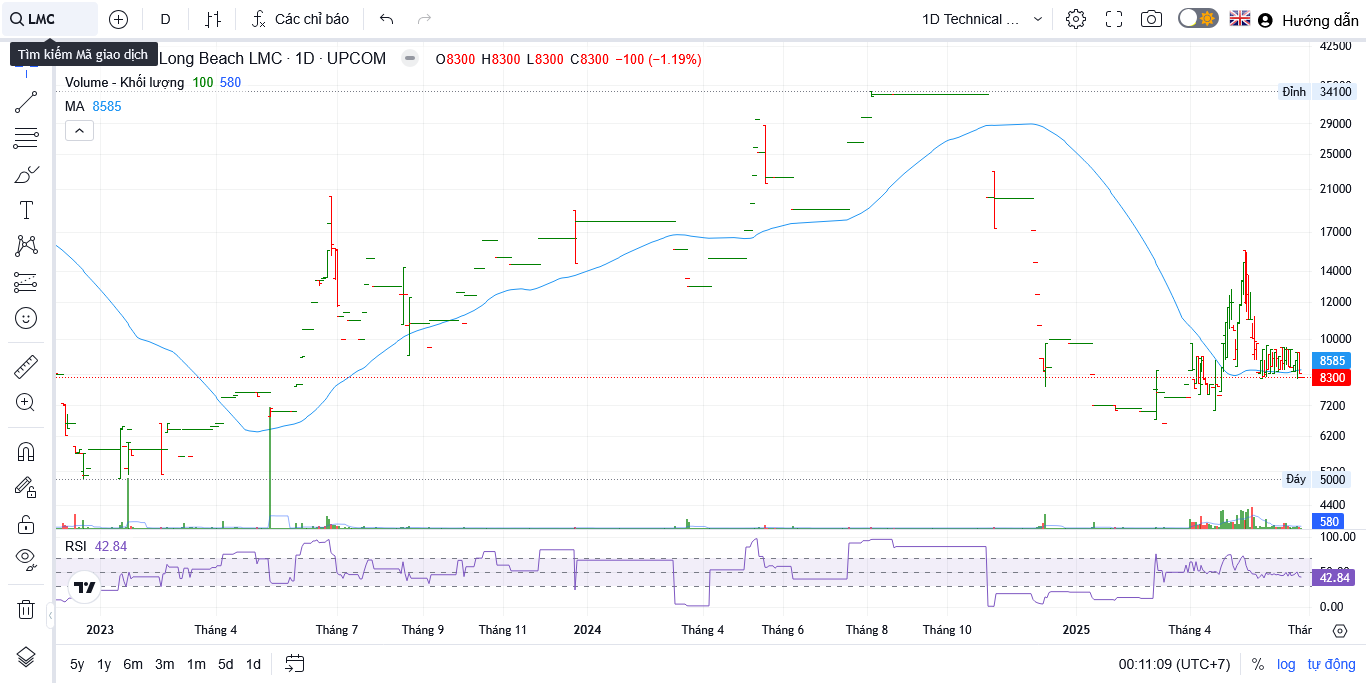 LMC D Các chỉ báo 1D Technical ... Hướng dẫn
Tìm kiếm Mã giao dịch Long Beach LMC · 1D · UPCOM O8300 H8300 L8300 C8300 −100 (−1.19%)
Volume - Khối lượng 100 580
MA 8585
42500
Đỉnh 34100
29000
25000
21000
17000
14000
12000
10000
8585
8300
7200
6200
5200
Đáy 5000
4400
580
RSI 42.84
100.00
42.84
0.00
2023 Tháng 4 Tháng 7 Tháng 9 Tháng 11 2024 Tháng 4 Tháng 6 Tháng 8 Tháng 10 2025 Tháng 4 Thár
5y 1y 6m 3m 1m 5d 1d 00:11:09 (UTC+7) % log tự động